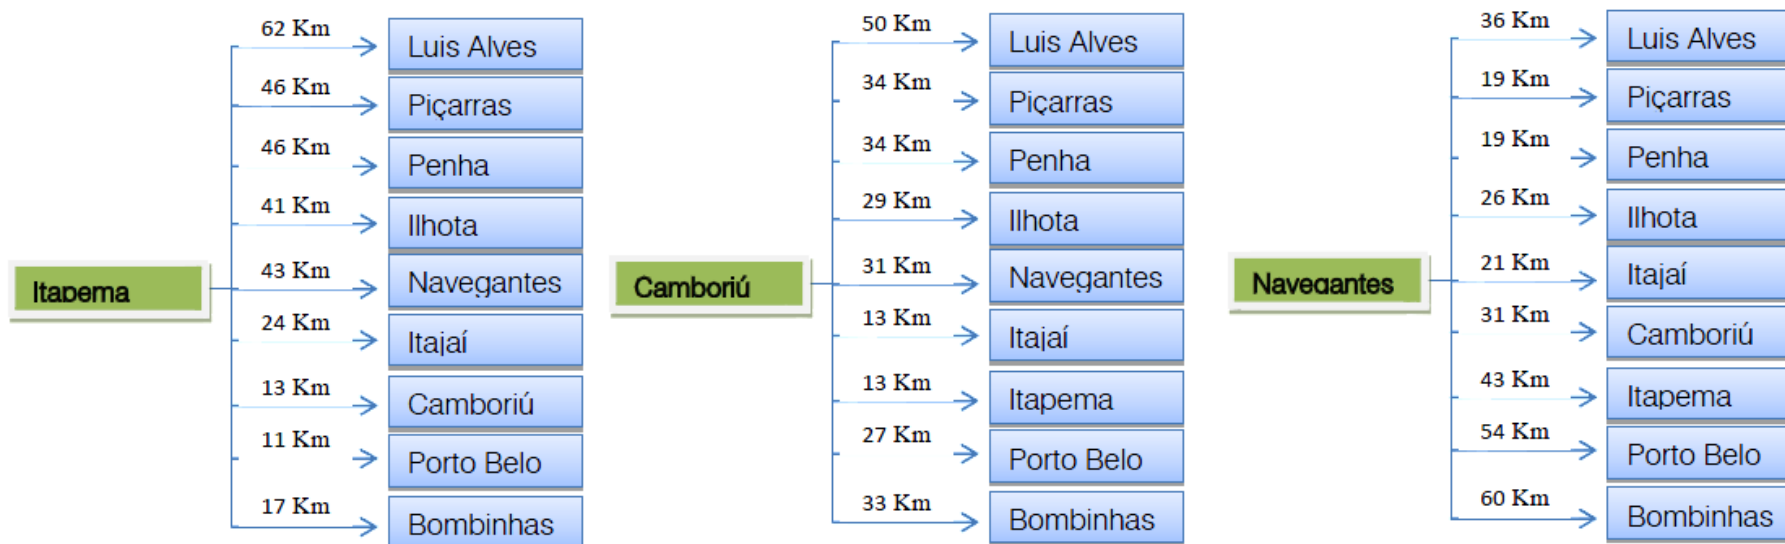 62 Km
Luis Alves
46 Km
Piçarras
46 Km
Penha
41 Km
Ilhota
Itapema
43 Km
Navegantes
24 Km
Itajaí
13 Km
Camboriú
11 Km
Porto Belo
17 Km
Bombinhas
50 Km
Luis Alves
34 Km
Piçarras
34 Km
Penha
29 Km
Ilhota
Camboriú
31 Km
Navegantes
13 Km
Itajaí
13 Km
Itapema
27 Km
Porto Belo
33 Km
Bombinhas
36 Km
Luis Alves
19 Km
Piçarras
19 Km
Penha
26 Km
Ilhota
Navegantes
21 Km
Itajaí
31 Km
Camboriú
43 Km
Itapema
54 Km
Porto Belo
60 Km
Bombinhas